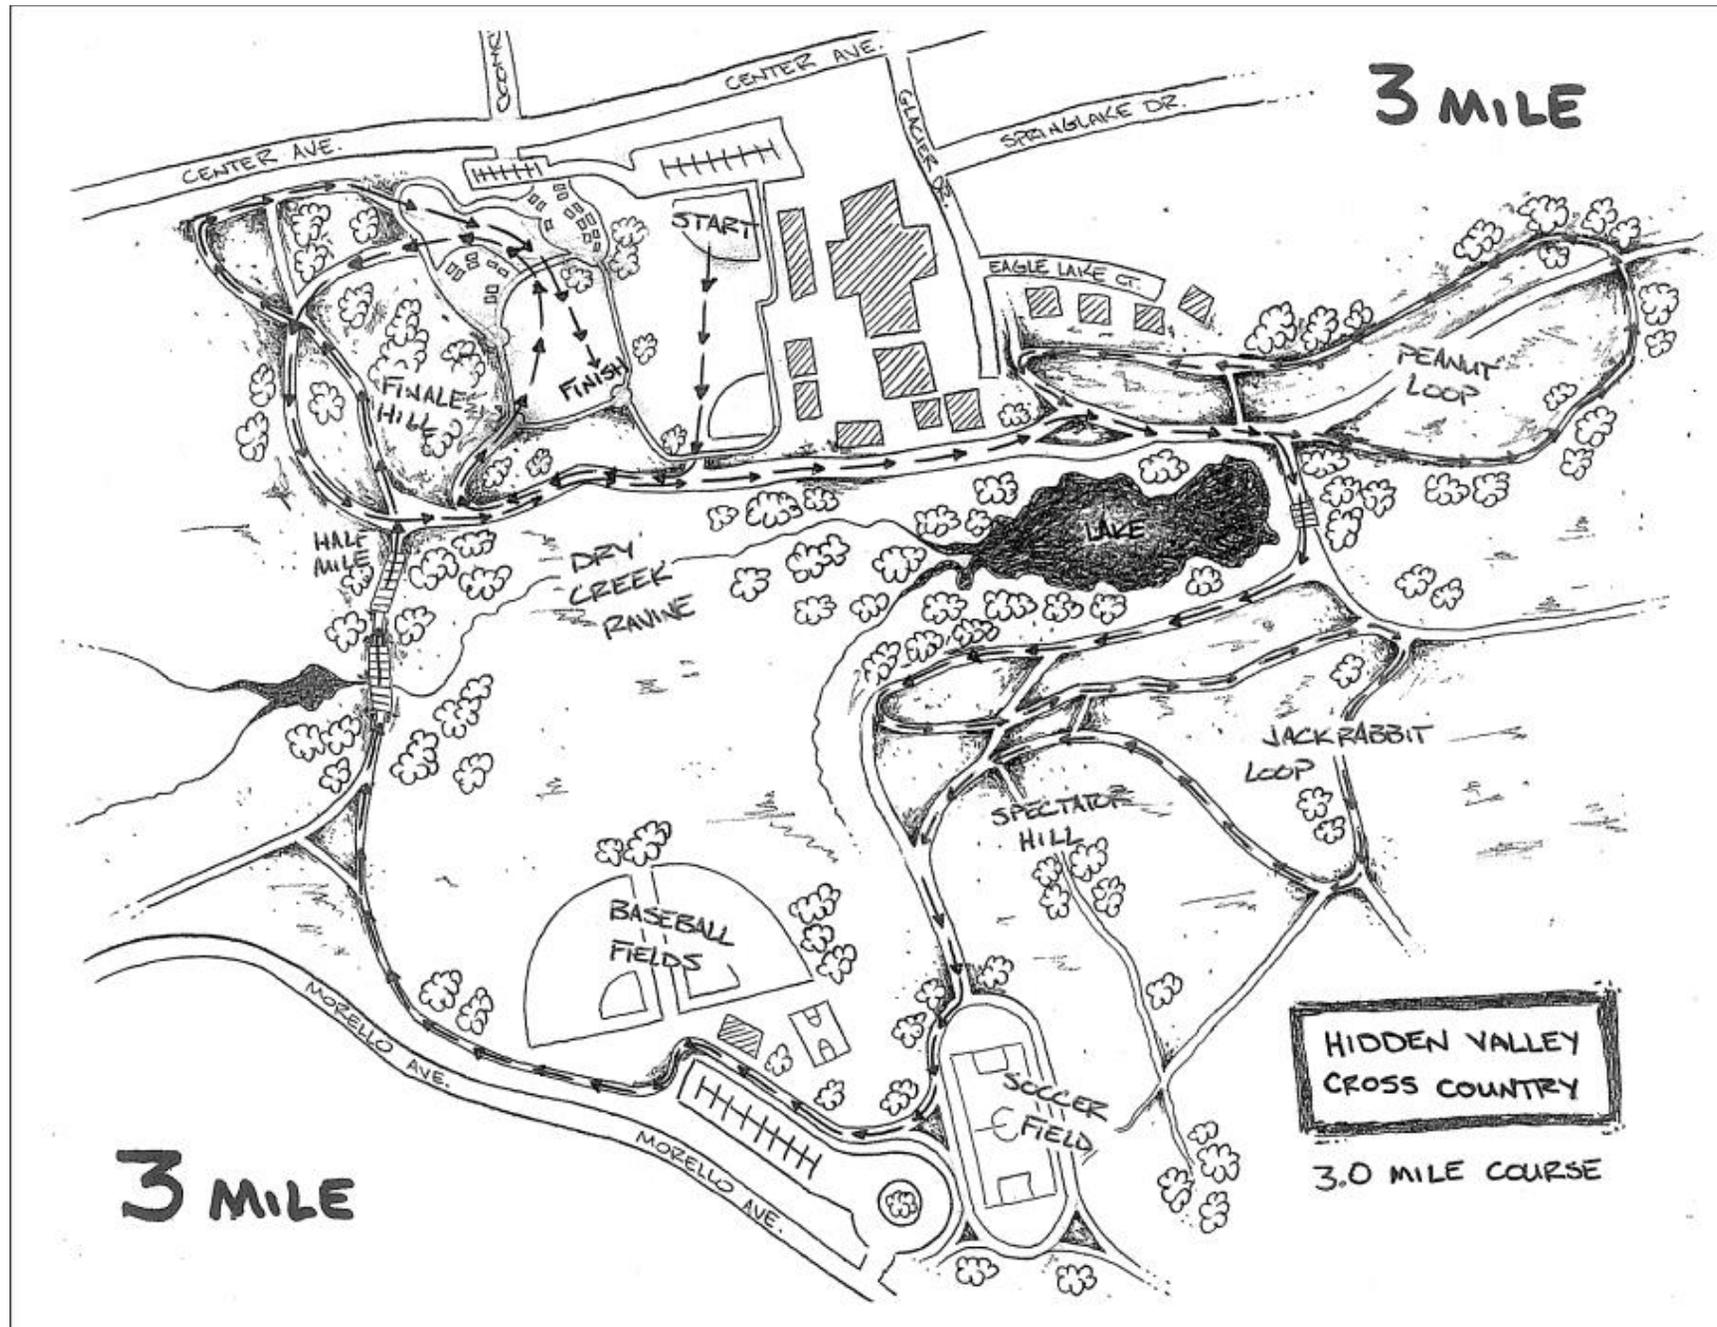 CENTER AVE.
3 MILE
GLACIER DR.
SPRINGLAKE DR.
CENTER AVE.
START
EAGLE LAKE CT.
PEANUT
LOOP
FINISH
FINALE
HILL
LAKE
HALF
MILE
DRY
CREEK
RAVINE
JACKRABBIT
LOOP
SPECTATOR
HILL
BASEBALL
FIELDS
MORELLO AVE.
SOCCER
FIELD
MORELLO AVE.
HIDDEN VALLEY
CROSS COUNTRY
3.0 MILE COURSE
3 MILE